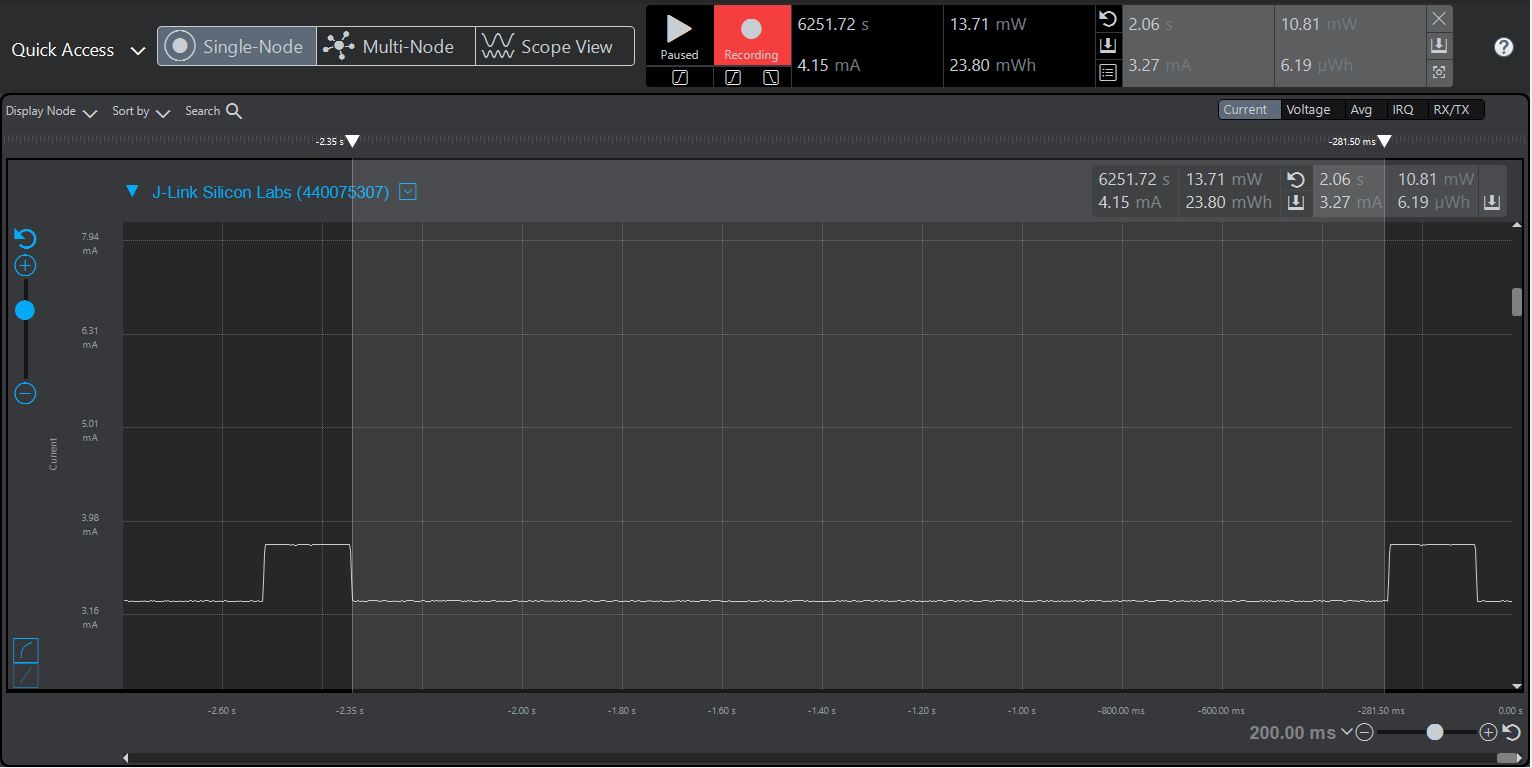 Quick Access
Single-Node
Multi-Node
Scope View
Paused
Recording
6251.72 s
13.71 mW
4.15 mA
23.80 mWh
2.06 s
10.81 mW
3.27 mA
6.19 µWh
?
Display Node
Sort by
Search
Current
Voltage
Avg
IRQ
RX/TX
-2.35 s
-281.50 ms
J-Link Silicon Labs (440075307)
6251.72 s
13.71 mW
4.15 mA
23.80 mWh
2.06 s
10.81 mW
3.27 mA
6.19 µWh
7.94
mA
6.31
mA
5.01
mA
3.98
mA
3.16
mA
Current
-2.60 s
-2.35 s
-2.00 s
-1.80 s
-1.60 s
-1.40 s
-1.20 s
-1.00 s
-800.00 ms
-600.00 ms
-281.50 ms
0.00 s
200.00 ms